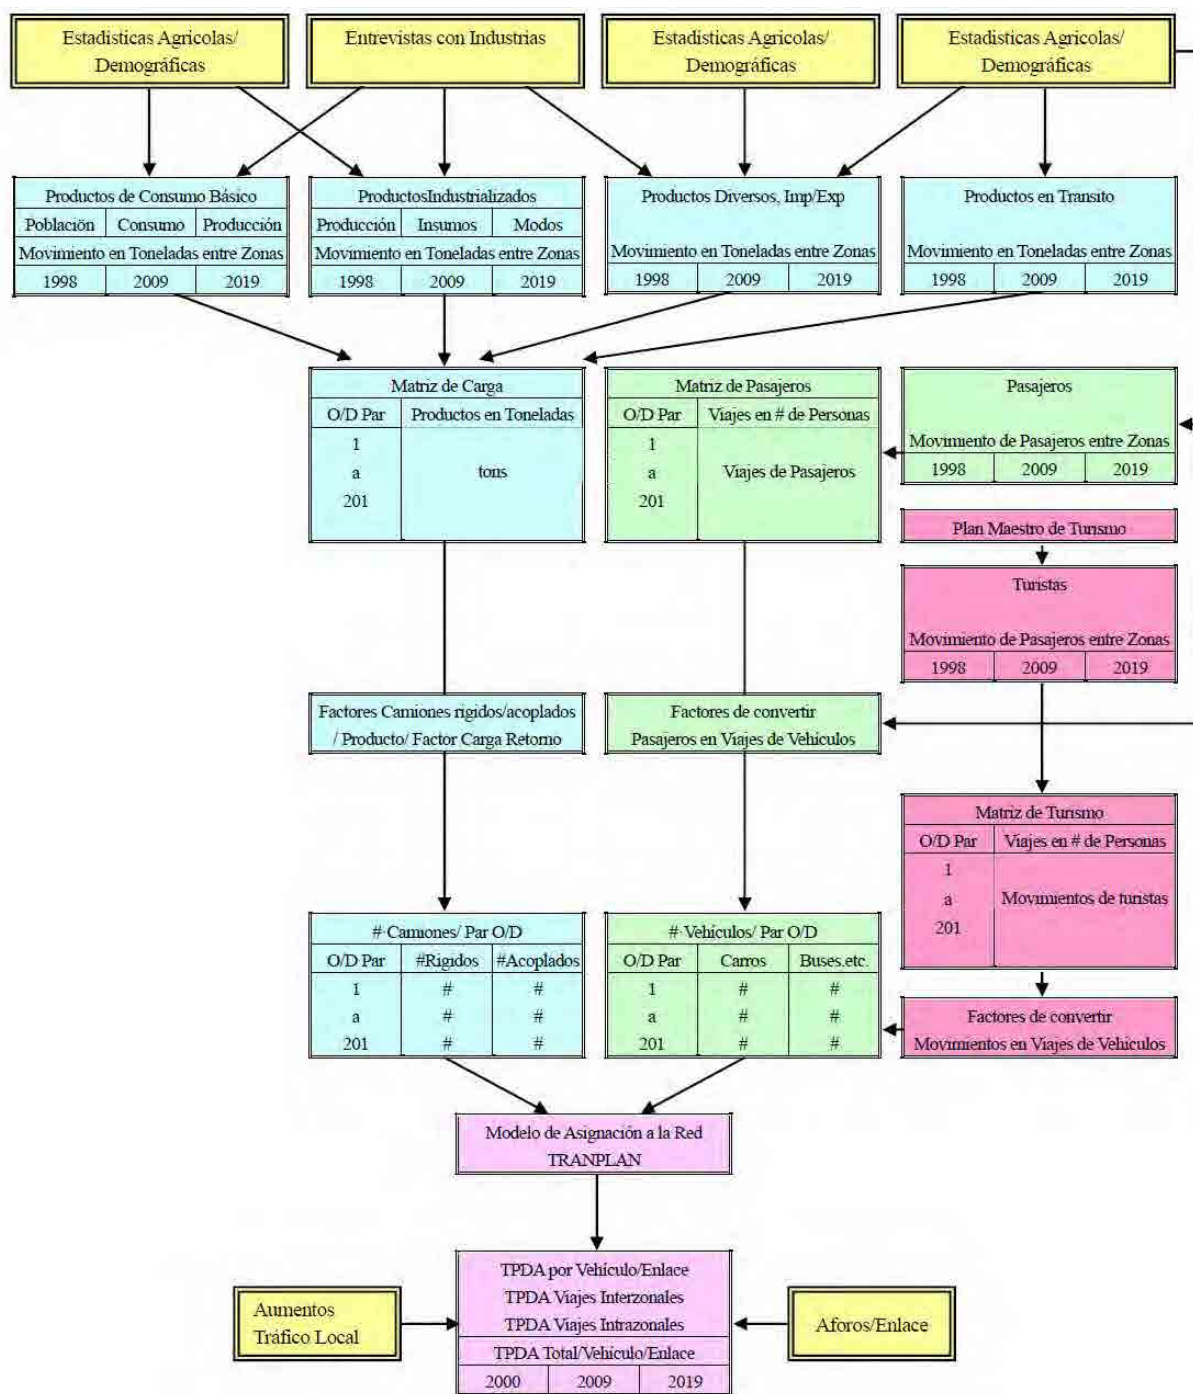 Estadísticas Agrícolas/
Demográficas
Entrevistas con Industrias
Estadísticas Agrícolas/
Demográficas
Estadísticas Agrícolas/
Demográficas
Productos de Consumo Básico
Población Consumo Producción
Movimiento en Toneladas entre Zonas
1998 2009 2019
ProductosIndustrializados
Producción Insumos Modos
Movimiento en Toneladas entre Zonas
1998 2009 2019
Productos Diversos, Imp/Exp
Movimiento en Toneladas entre Zonas
1998 2009 2019
Productos en Transito
Movimiento en Toneladas entre Zonas
1998 2009 2019
Matriz de Carga
O/D Par Productos en Toneladas
1
a tons
201
Matriz de Pasajeros
O/D Par Viajes en # de Personas
1
a Viajes de Pasajeros
201
Pasajeros
Movimiento de Pasajeros entre Zonas
1998 2009 2019
Plan Maestro de Turismo
Turistas
Movimiento de Pasajeros entre Zonas
1998 2009 2019
Factores Camiones rigidos/acoplados
/ Producto/ Factor Carga Retorno
Factores de convertir
Pasajeros en Viajes de Vehículos
Matriz de Turismo
O/D Par Viajes en # de Personas
1
a Movimientos de turistas
201
# Camiones/ Par O/D
O/D Par #Rigidos #Acoplados
1 # #
a # #
201 # #
# Vehículos/ Par O/D
O/D Par Carros Buses.etc.
1 # #
a # #
201 # #
Factores de convertir
Movimientos en Viajes de Vehículos
Modelo de Asignación a la Red
TRANPLAN
TPDA por Vehículo/Enlace
TPDA Viajes Interzonales
TPDA Viajes Intrazonales
TPDA Total/Vehículo/Enlace
2000 2009 2019
Aumentos
Tráfico Local
Aforos/Enlace